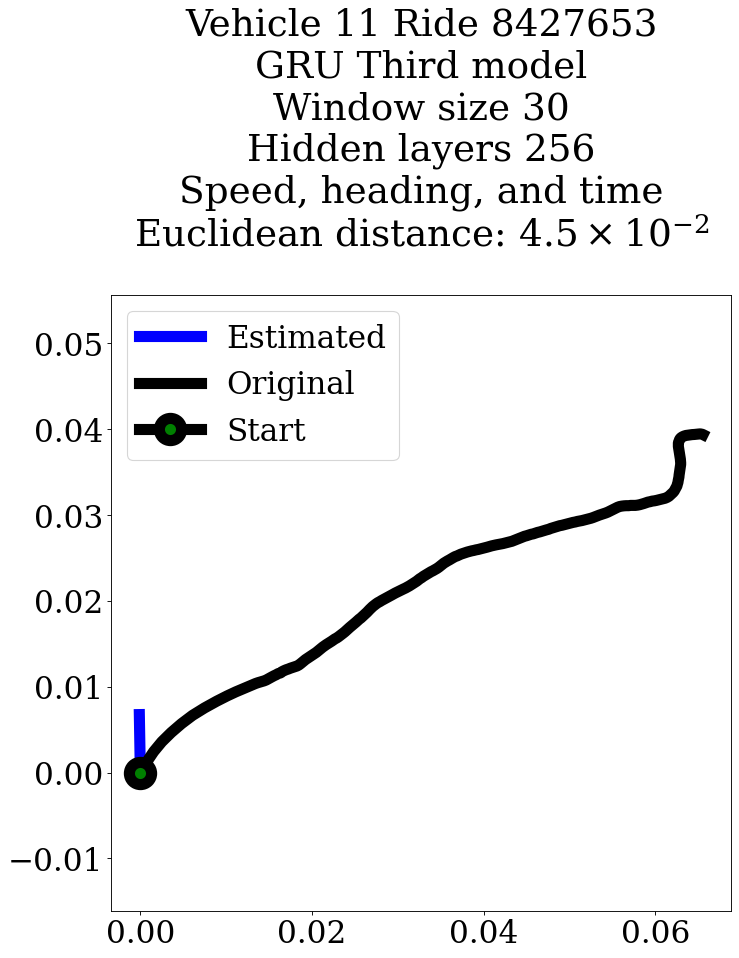 Vehicle 11 Ride 8427653
GRU Third model
Window size 30
Hidden layers 256
Speed, heading, and time
Euclidean distance: 4.5 × 10⁻²
Estimated
Original
Start
0.05
0.04
0.03
0.02
0.01
0.00
−0.01
0.00 0.02 0.04 0.06